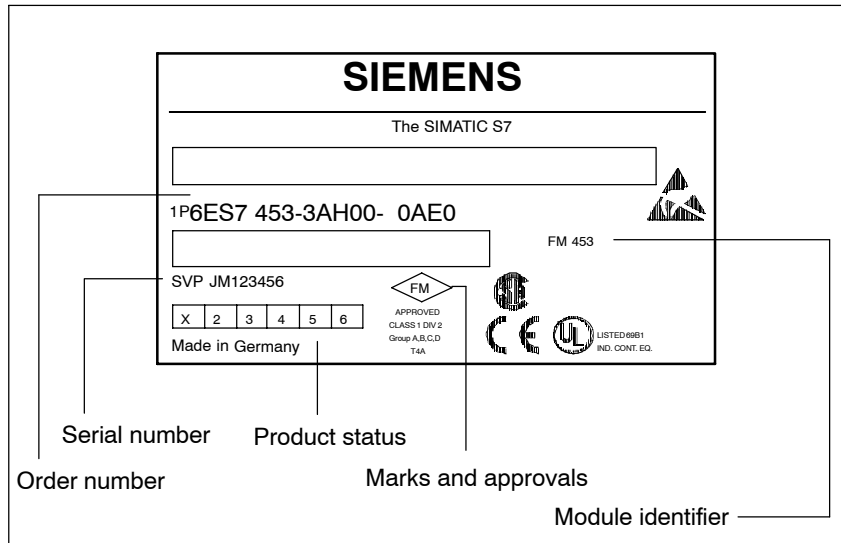 SIEMENS
The SIMATIC S7
1P6ES7 453-3AH00- 0AE0
FM 453
SVP JM123456
FM
X 2 3 4 5 6
APPROVED
CLASS 1 DIV 2
Group A,B,C,D
T4A
Made in Germany
SA
CE
UL
LISTED 69B1
IND. CONT. EQ.
Serial number
Product status
Order number
Marks and approvals
Module identifier